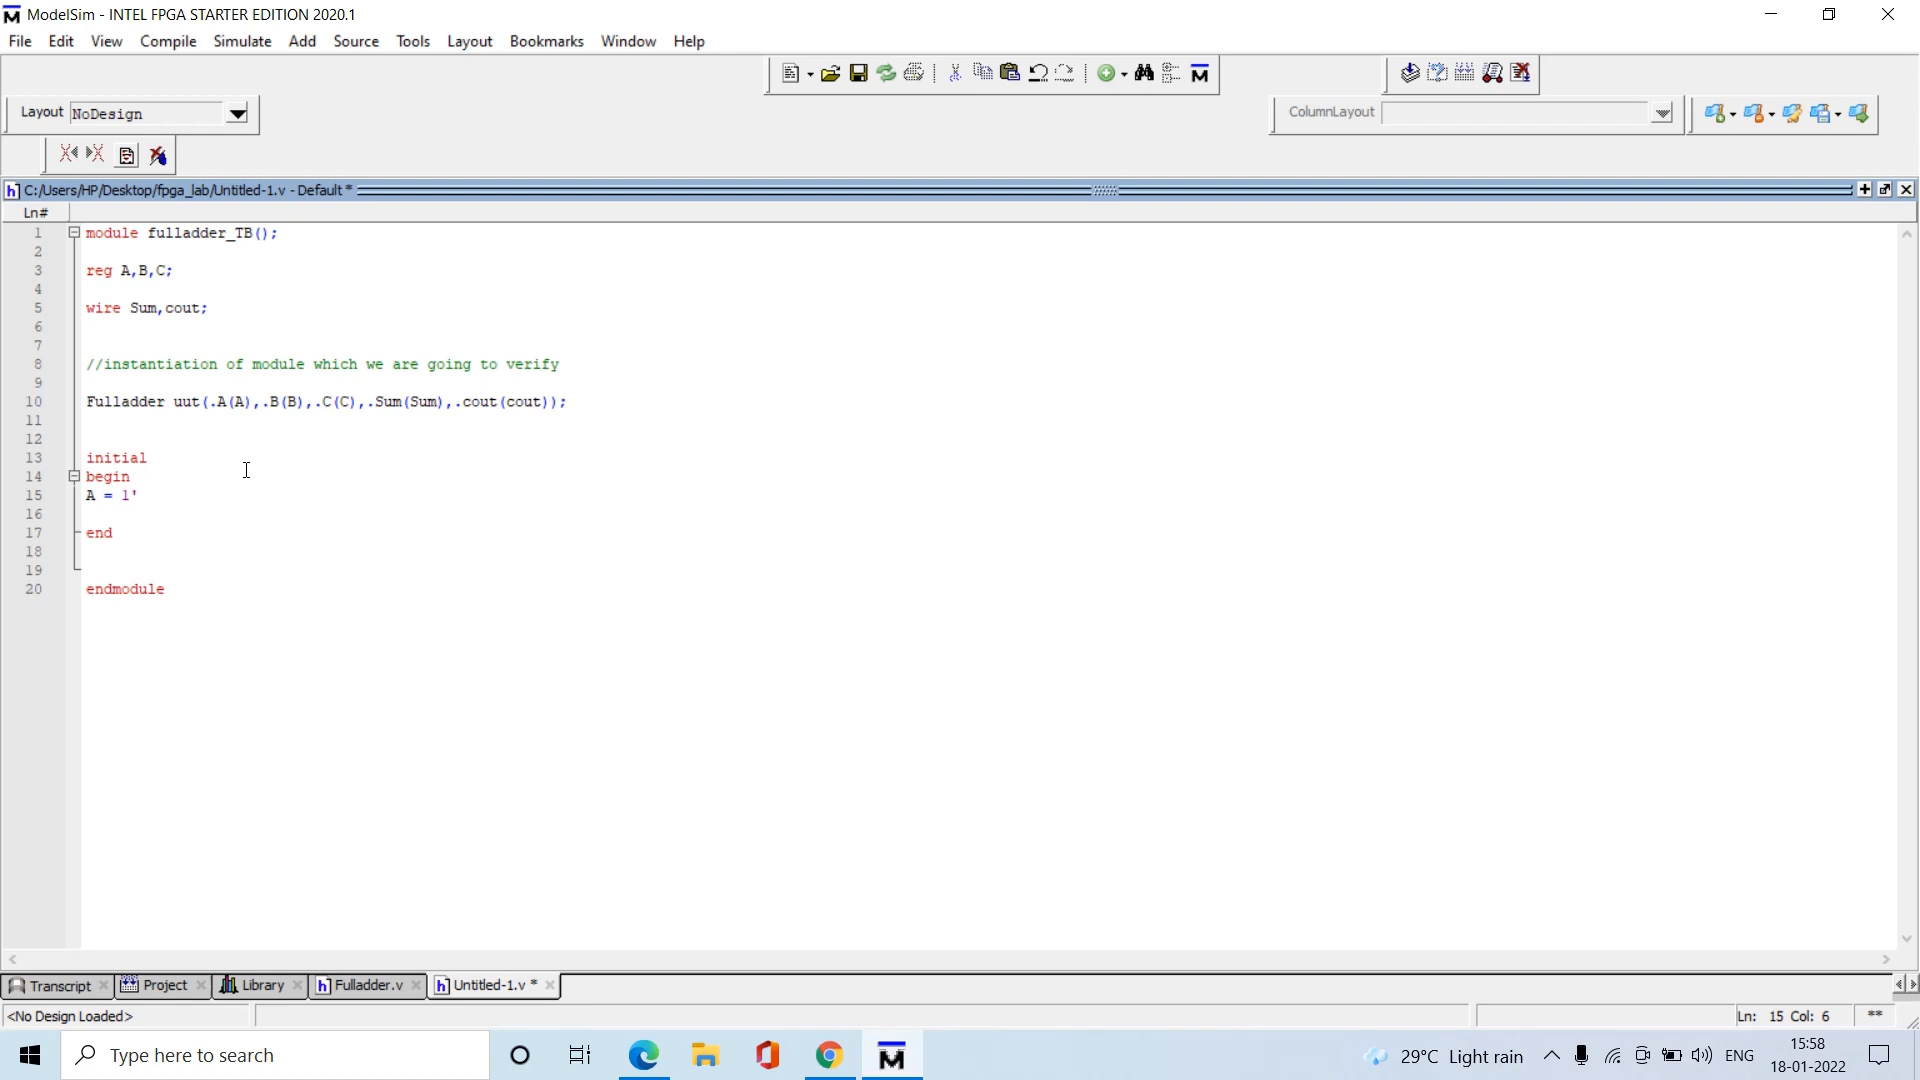 ModelSim - INTEL FPGA STARTER EDITION 2020.1
File Edit View Compile Simulate Add Source Tools Layout Bookmarks Window Help
Layout NoDesign
ColumnLayout
C:/Users/HP/Desktop/fpga_lab/Untitled-1.v - Default *
Ln#
1 module fulladder_TB();
2
3 reg A,B,C;
4
5 wire Sum,cout;
6
7
8 //instantiation of module which we are going to verify
9
10 Fulladder uut(.A(A),.B(B),.C(C),.Sum(Sum),.cout(cout));
11
12
13 initial
14 begin
15 A = 1'
16
17 end
18
19
20 endmodule
Transcript Project Library Fulladder.v Untitled-1.v *
<No Design Loaded> Ln: 15 Col: 6 **
Type here to search 29°C Light rain ENG 15:58
18-01-2022